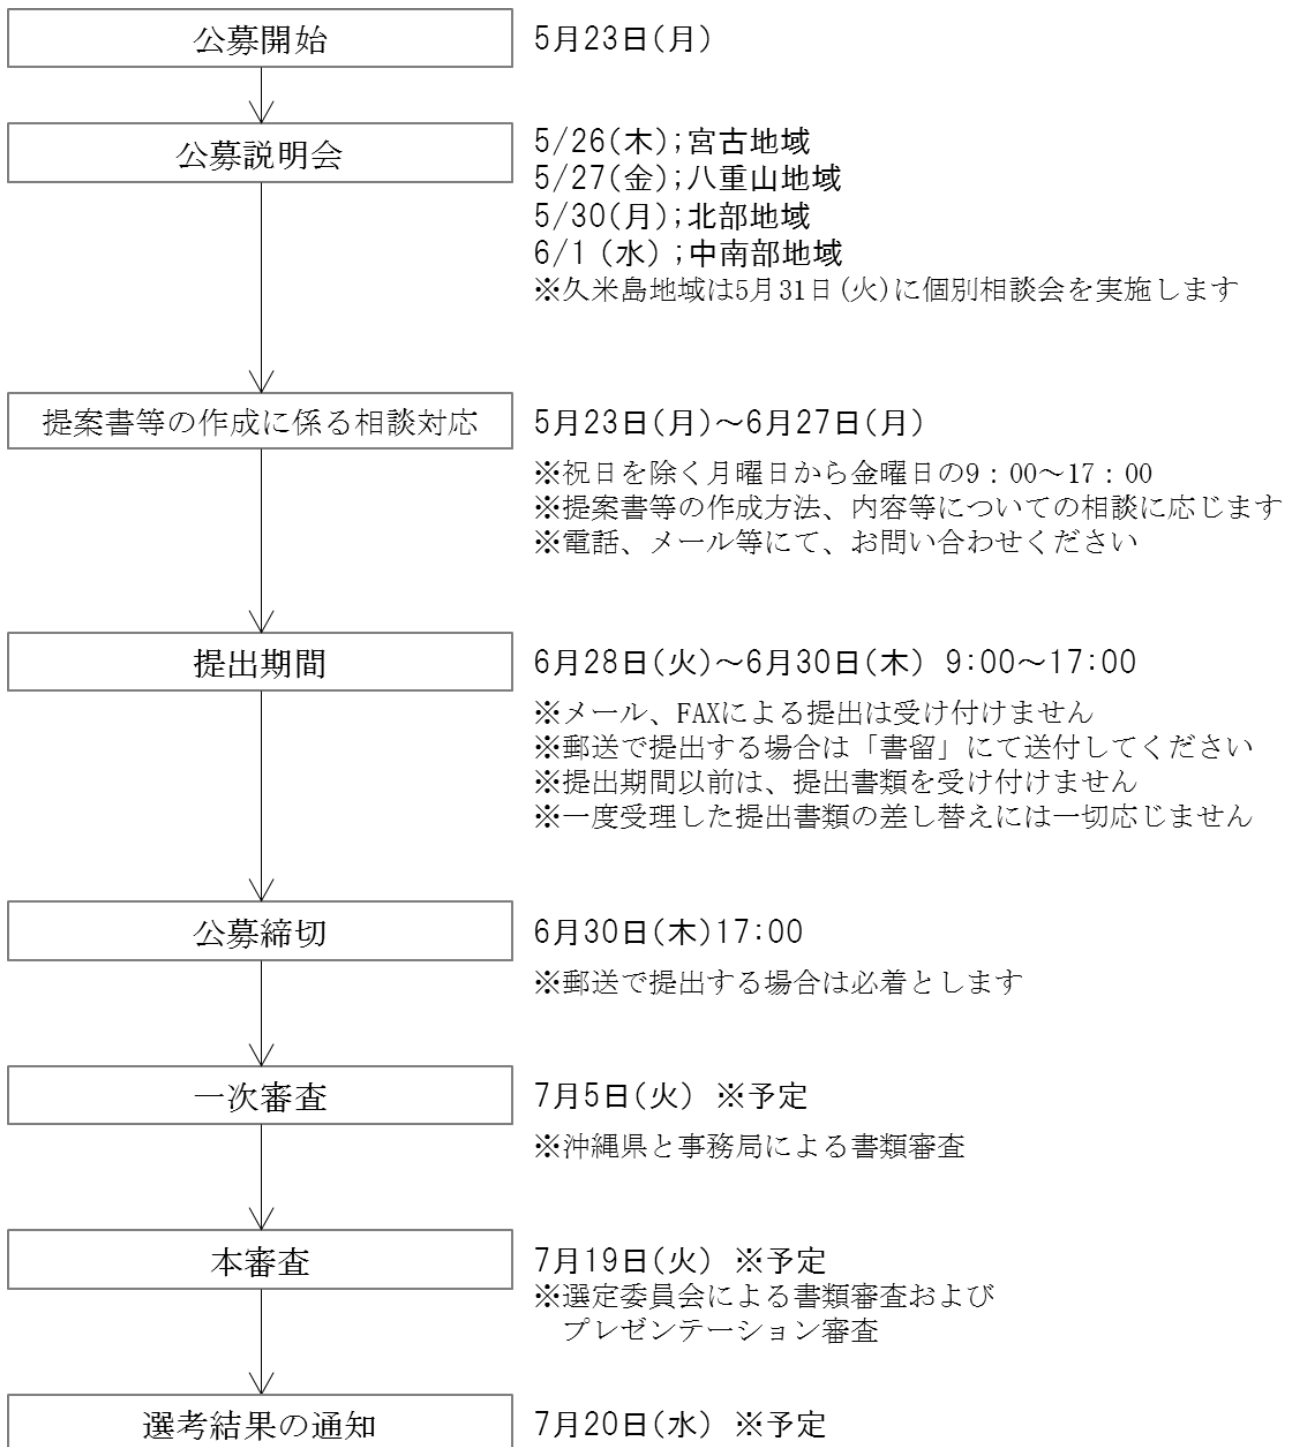 公募開始
5月23日(月)
公募説明会
5/26(木);宮古地域
5/27(金);八重山地域
5/30(月);北部地域
6/1(水);中南部地域
※久米島地域は5月31日(火)に個別相談会を実施します
提案書等の作成に係る相談対応
5月23日(月)～6月27日(月)
※祝日を除く月曜日から金曜日の9：00～17：00
※提案書等の作成方法、内容等についての相談に応じます
※電話、メール等にて、お問い合わせください
提出期間
6月28日(火)～6月30日(木) 9:00～17:00
※メール、FAXによる提出は受け付けません
※郵送で提出する場合は「書留」にて送付してください
※提出期間以前は、提出書類を受け付けません
※一度受理した提出書類の差し替えには一切応じません
公募締切
6月30日(木)17:00
※郵送で提出する場合は必着とします
一次審査
7月5日(火) ※予定
※沖縄県と事務局による書類審査
本審査
7月19日(火) ※予定
※選定委員会による書類審査および
プレゼンテーション審査
選考結果の通知
7月20日(水) ※予定